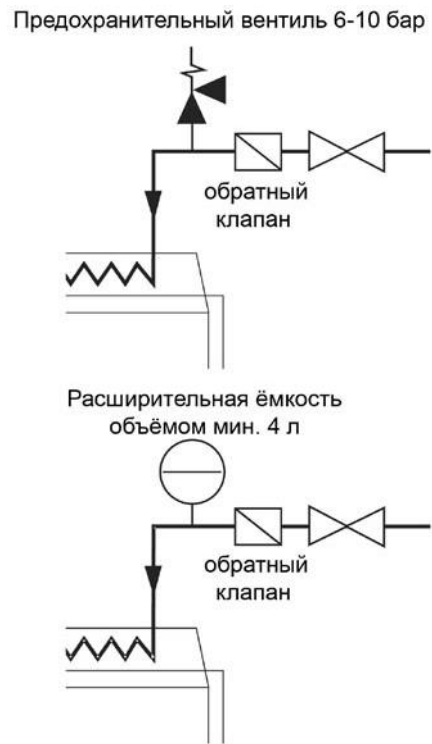 Предохранительный вентиль 6-10 бар
обратный
клапан
Расширительная ёмкость
объёмом мин. 4 л
обратный
клапан